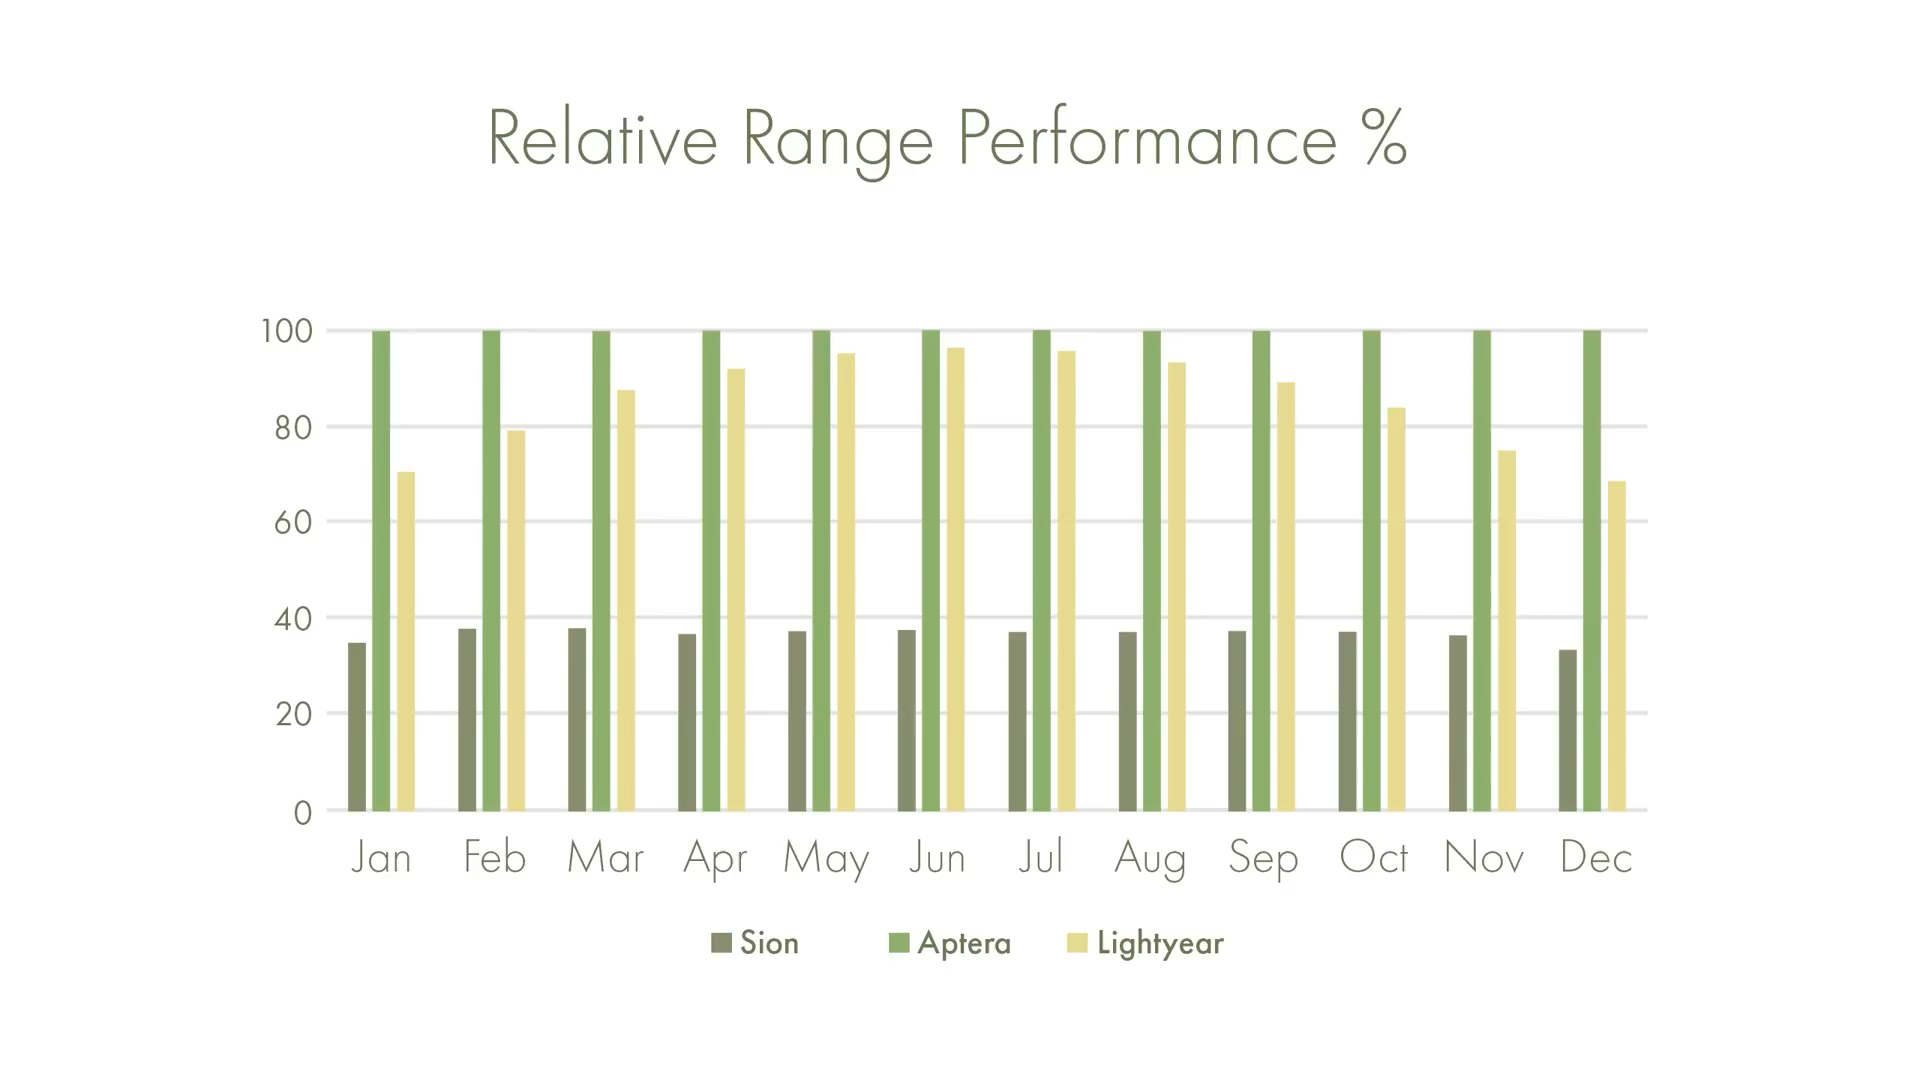 Relative Range Performance %
100
80
60
40
20
0
Jan Feb Mar Apr May Jun Jul Aug Sep Oct Nov Dec
Sion Aptera Lightyear